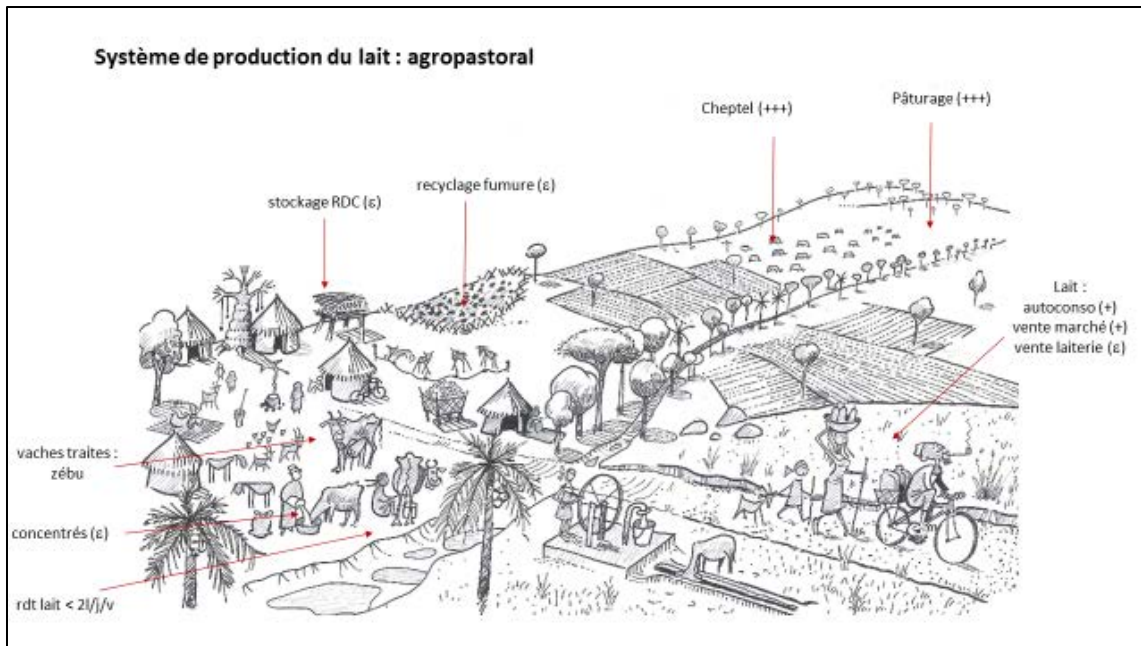 Système de production du lait : agropastoral
Cheptel (+++)
Pâturage (+++)
recyclage fumure (ε)
stockage RDC (ε)
Lait :
autoconso (+)
vente marché (+)
vente laiterie (ε)
vaches traites :
zébu
concentrés (ε)
rdt lait < 2l/j/v